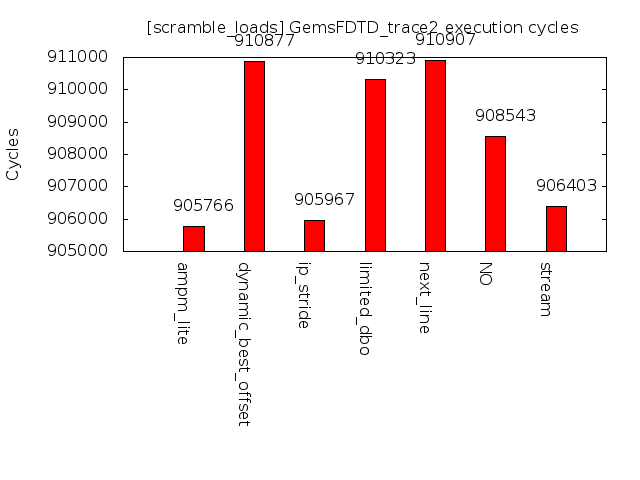 [scramble_loads] GemsFDTD_trace2 execution cycles
Cycles
911000
910000
909000
908000
907000
906000
905000
905766
910877
905967
910323
910907
908543
906403
ampm_lite
dynamic_best_offset
ip_stride
limited_dbo
next_line
NO
stream